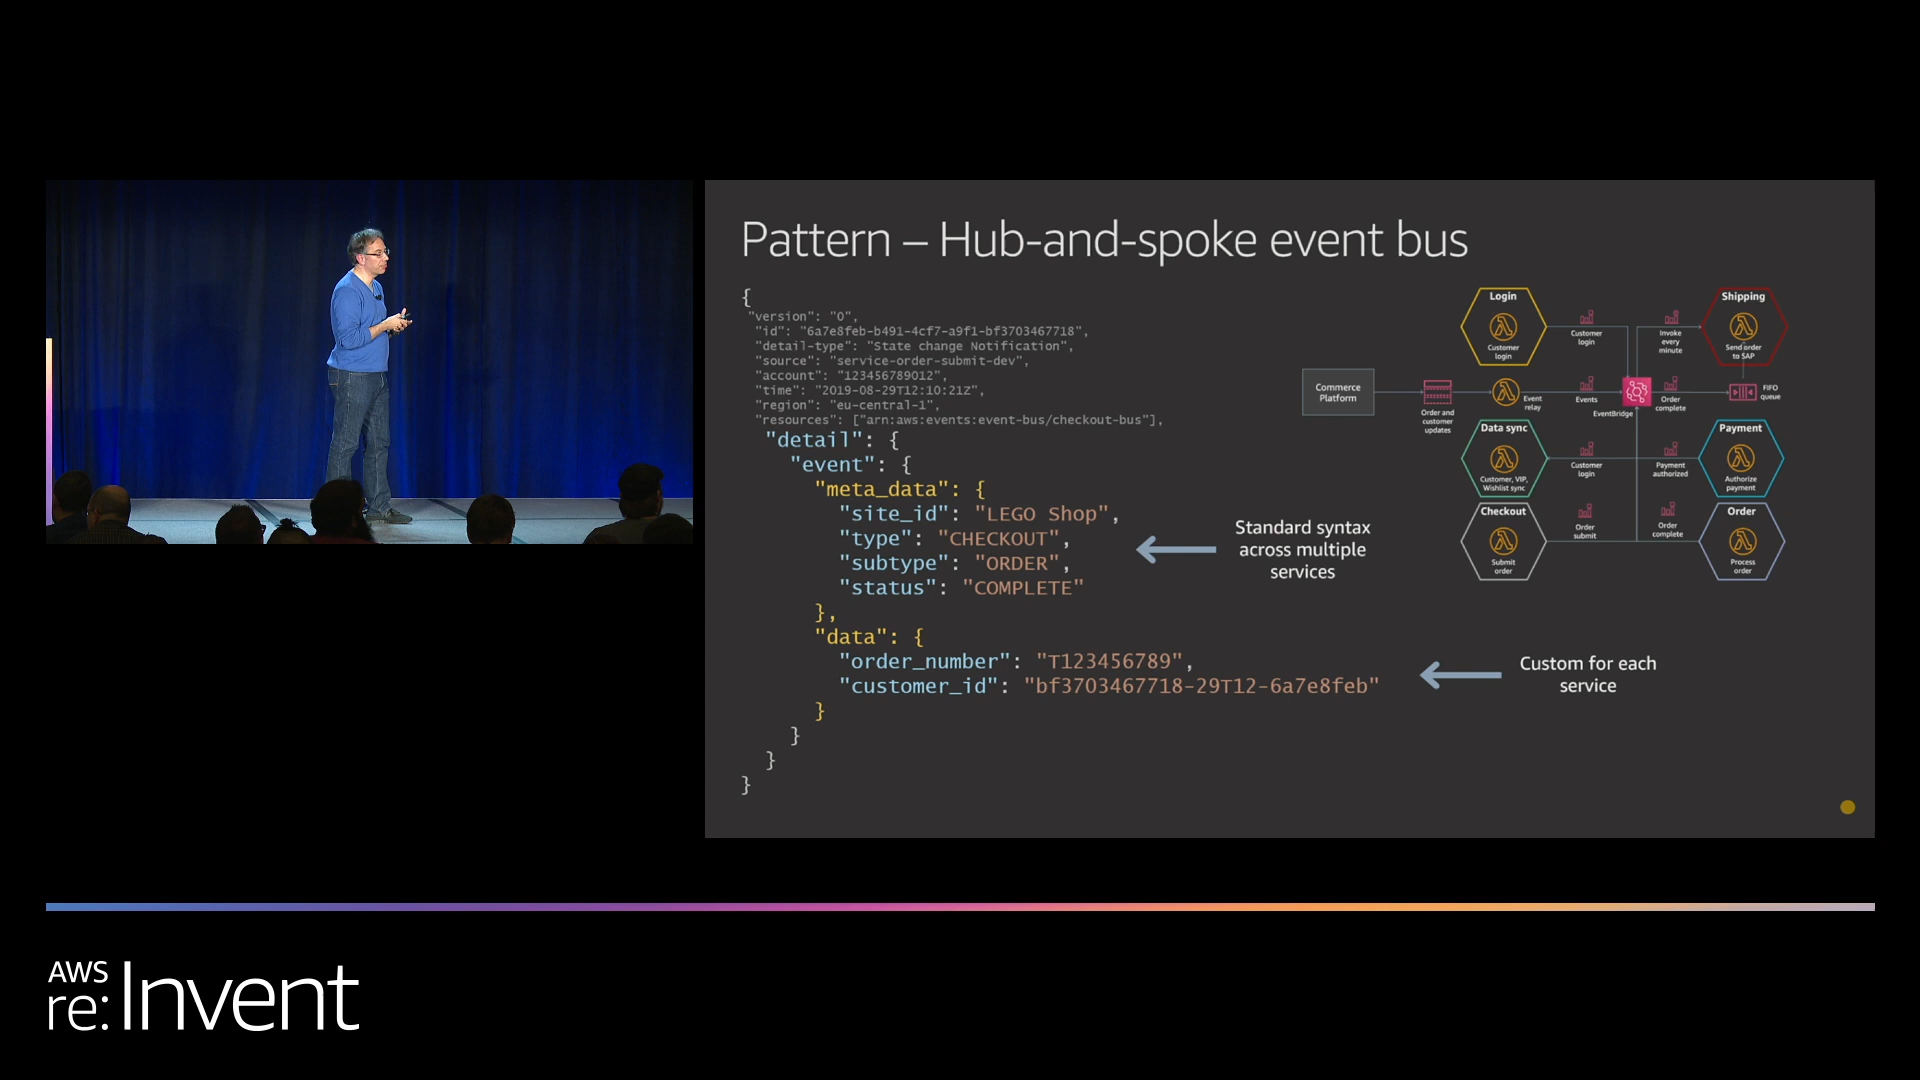 Pattern – Hub-and-spoke event bus
{
"version": "0",
"id": "6a7e8feb-b491-4cf7-a9f1-bf3703467718",
"detail-type": "State change Notification",
"source": "service-order-submit-dev",
"account": "123456789012",
"time": "2019-08-29T12:10:21Z",
"region": "eu-central-1",
"resources": ["arn:aws:events:event-bus/checkout-bus"],
"detail": {
"event": {
"meta_data": {
"site_id": "LEGO Shop",
"type": "CHECKOUT",
"subtype": "ORDER",
"status": "COMPLETE"
},
"data": {
"order_number": "T123456789",
"customer_id": "bf3703467718-29T12-6a7e8feb"
}
}
}
}
Standard syntax
across multiple
services
Custom for each
service
Login
Customer
login
Customer
login
Invoke
every
minute
Shipping
Send order
to SAP
Commerce
Platform
Order and
customer
updates
Event
relay
Events
EventBridge
Order
complete
FIFO
queue
Data sync
Customer, VIP,
Wishlist sync
Customer
login
Payment
authorized
Payment
Authorize
payment
Checkout
Submit
order
Order
submit
Order
complete
Order
Process
order
AWS
re:Invent